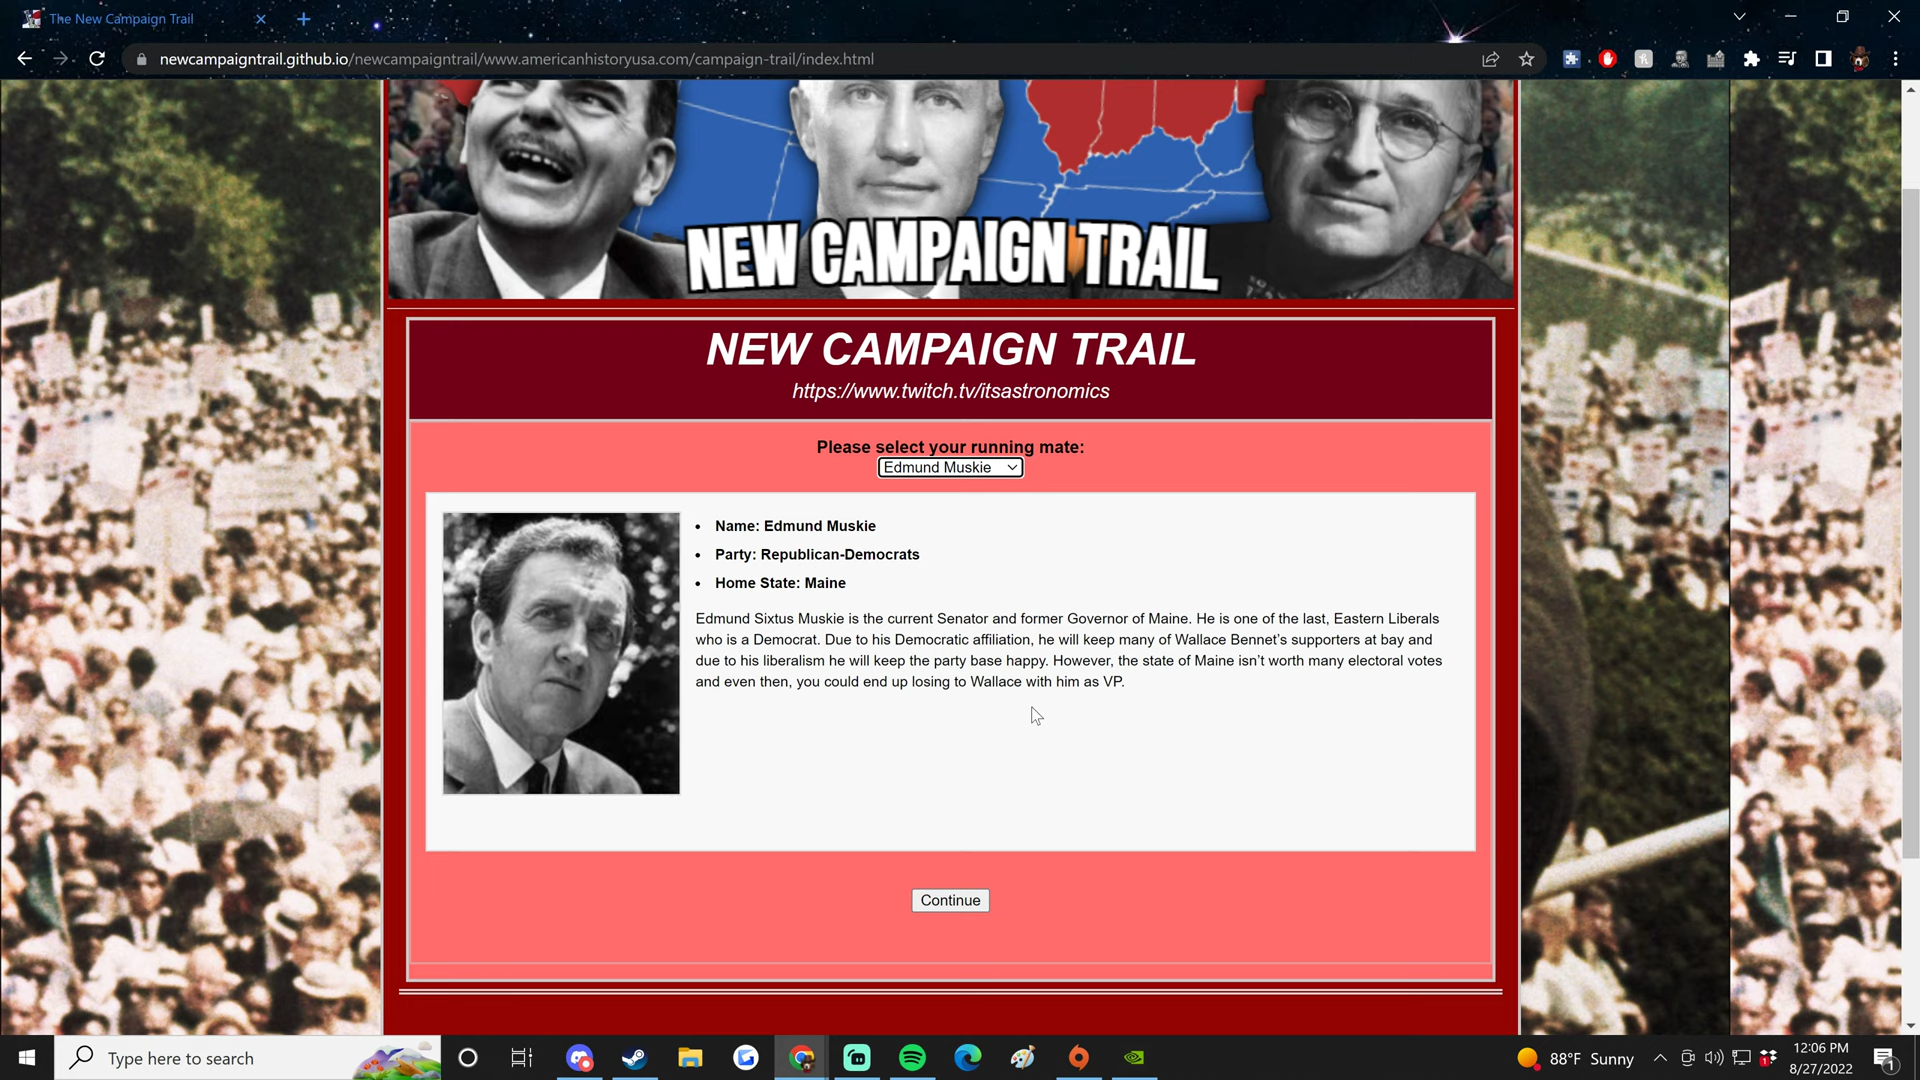 The New Campaign Trail
newcampaigntrail.github.io/newcampaigntrail/www.americanhistoryusa.com/campaign-trail/index.html
NEW CAMPAIGN TRAIL
NEW CAMPAIGN TRAIL
https://www.twitch.tv/itsastronomics
Please select your running mate:
Edmund Muskie
• Name: Edmund Muskie
• Party: Republican-Democrats
• Home State: Maine
Edmund Sixtus Muskie is the current Senator and former Governor of Maine. He is one of the last, Eastern Liberals
who is a Democrat. Due to his Democratic affiliation, he will keep many of Wallace Bennet's supporters at bay and
due to his liberalism he will keep the party base happy. However, the state of Maine isn't worth many electoral votes
and even then, you could end up losing to Wallace with him as VP.
Continue
Type here to search
88°F Sunny
12:06 PM
8/27/2022
1